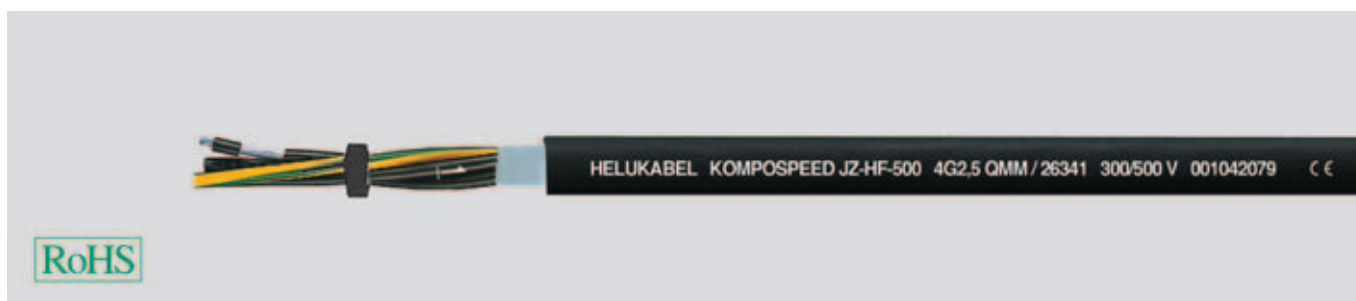 HELUKABEL KOMPOSPEED JZ-HF-500 4G2,5 QMM / 26341 300/500 V 001042079 CE
RoHS